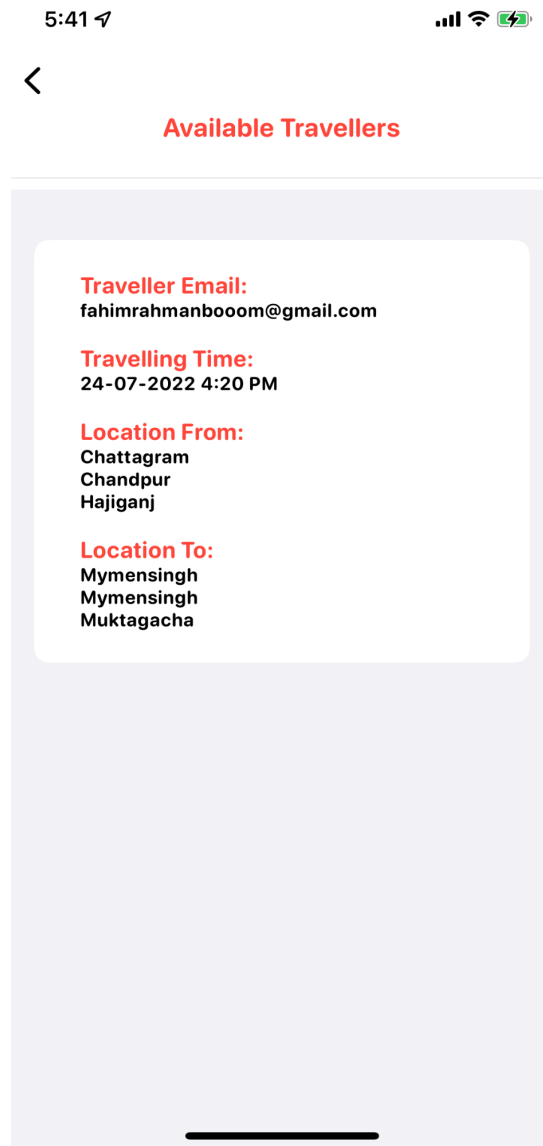 5:41
Available Travellers
Traveller Email:
fahimrahmanbooom@gmail.com
Travelling Time:
24-07-2022 4:20 PM
Location From:
Chattagram
Chandpur
Hajiganj
Location To:
Mymensingh
Mymensingh
Muktagacha